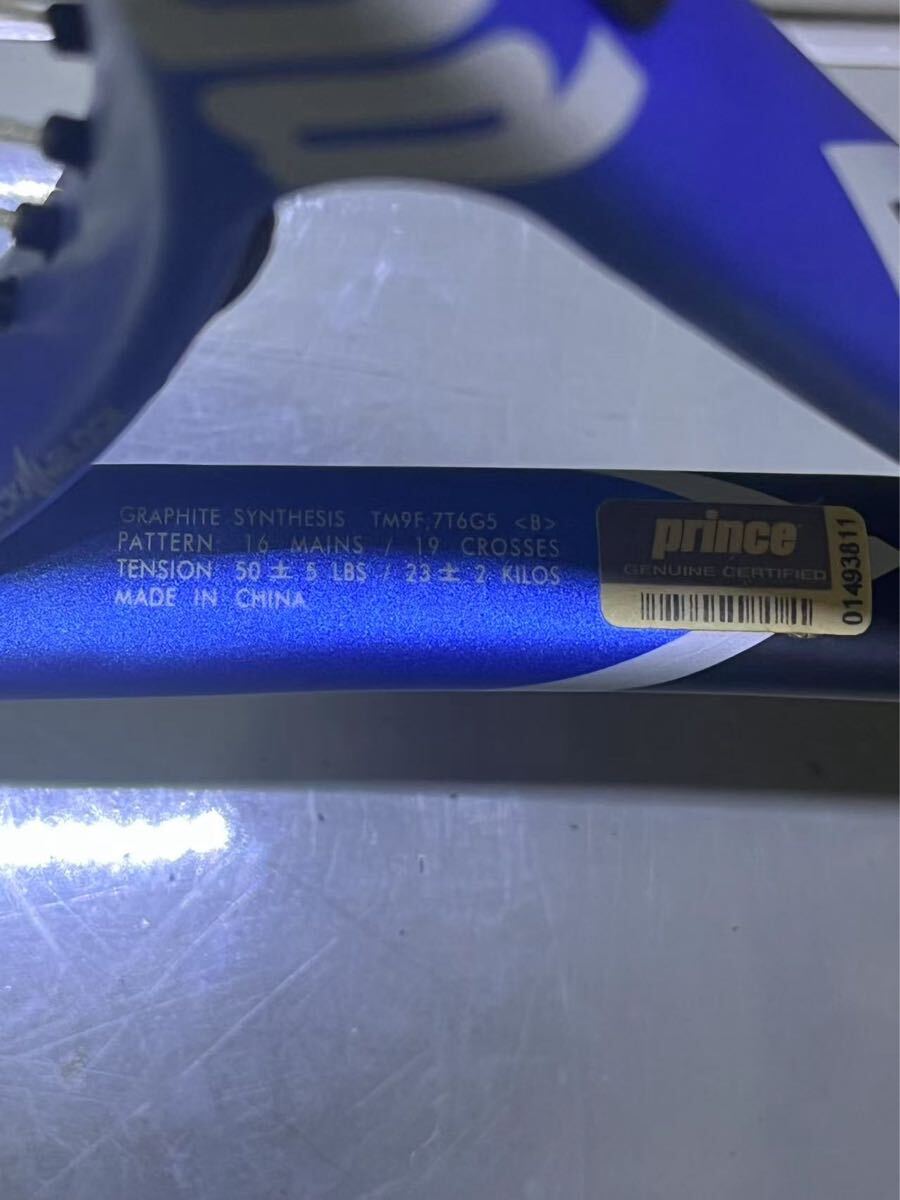 GRAPHITE SYNTHESIS TM9F,7T6G5 <B>
PATTERN 16 MAINS / 19 CROSSES
TENSION 50 ± 5 LBS / 23 ± 2 KILOS
MADE IN CHINA
prince
GENUINE CERTIFIED
01493811